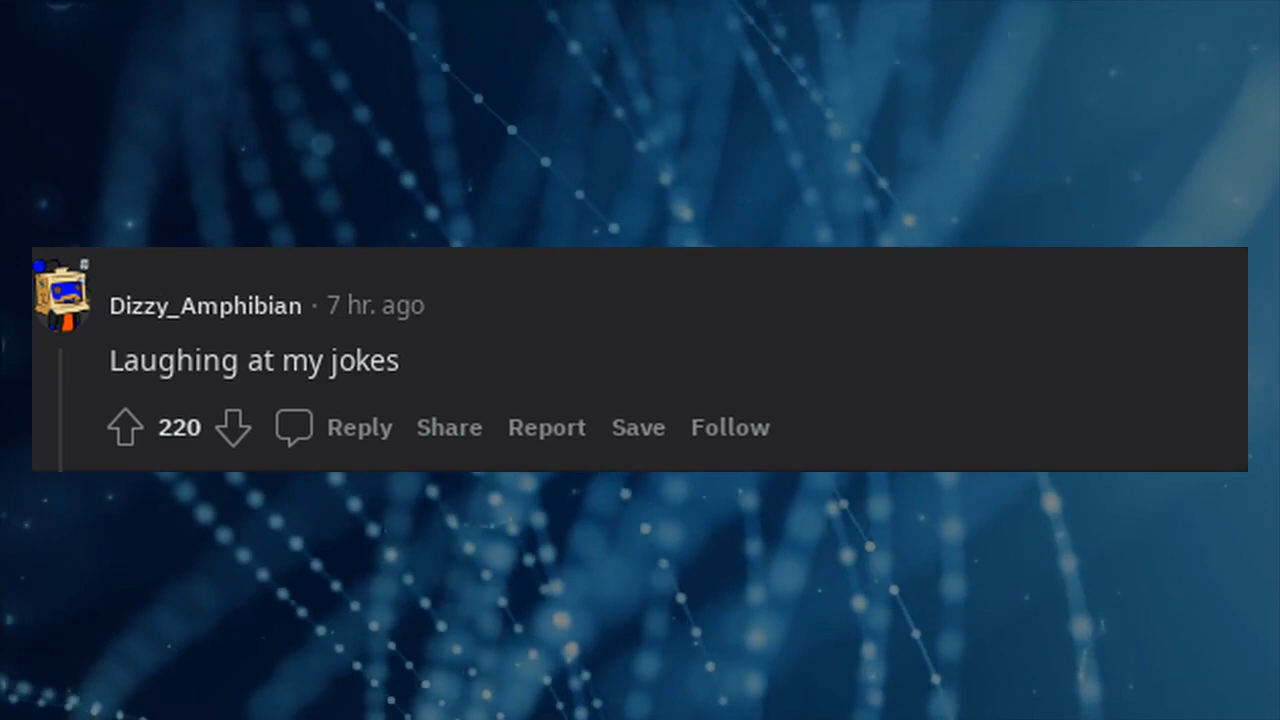 Dizzy_Amphibian · 7 hr. ago
Laughing at my jokes
220 Reply Share Report Save Follow